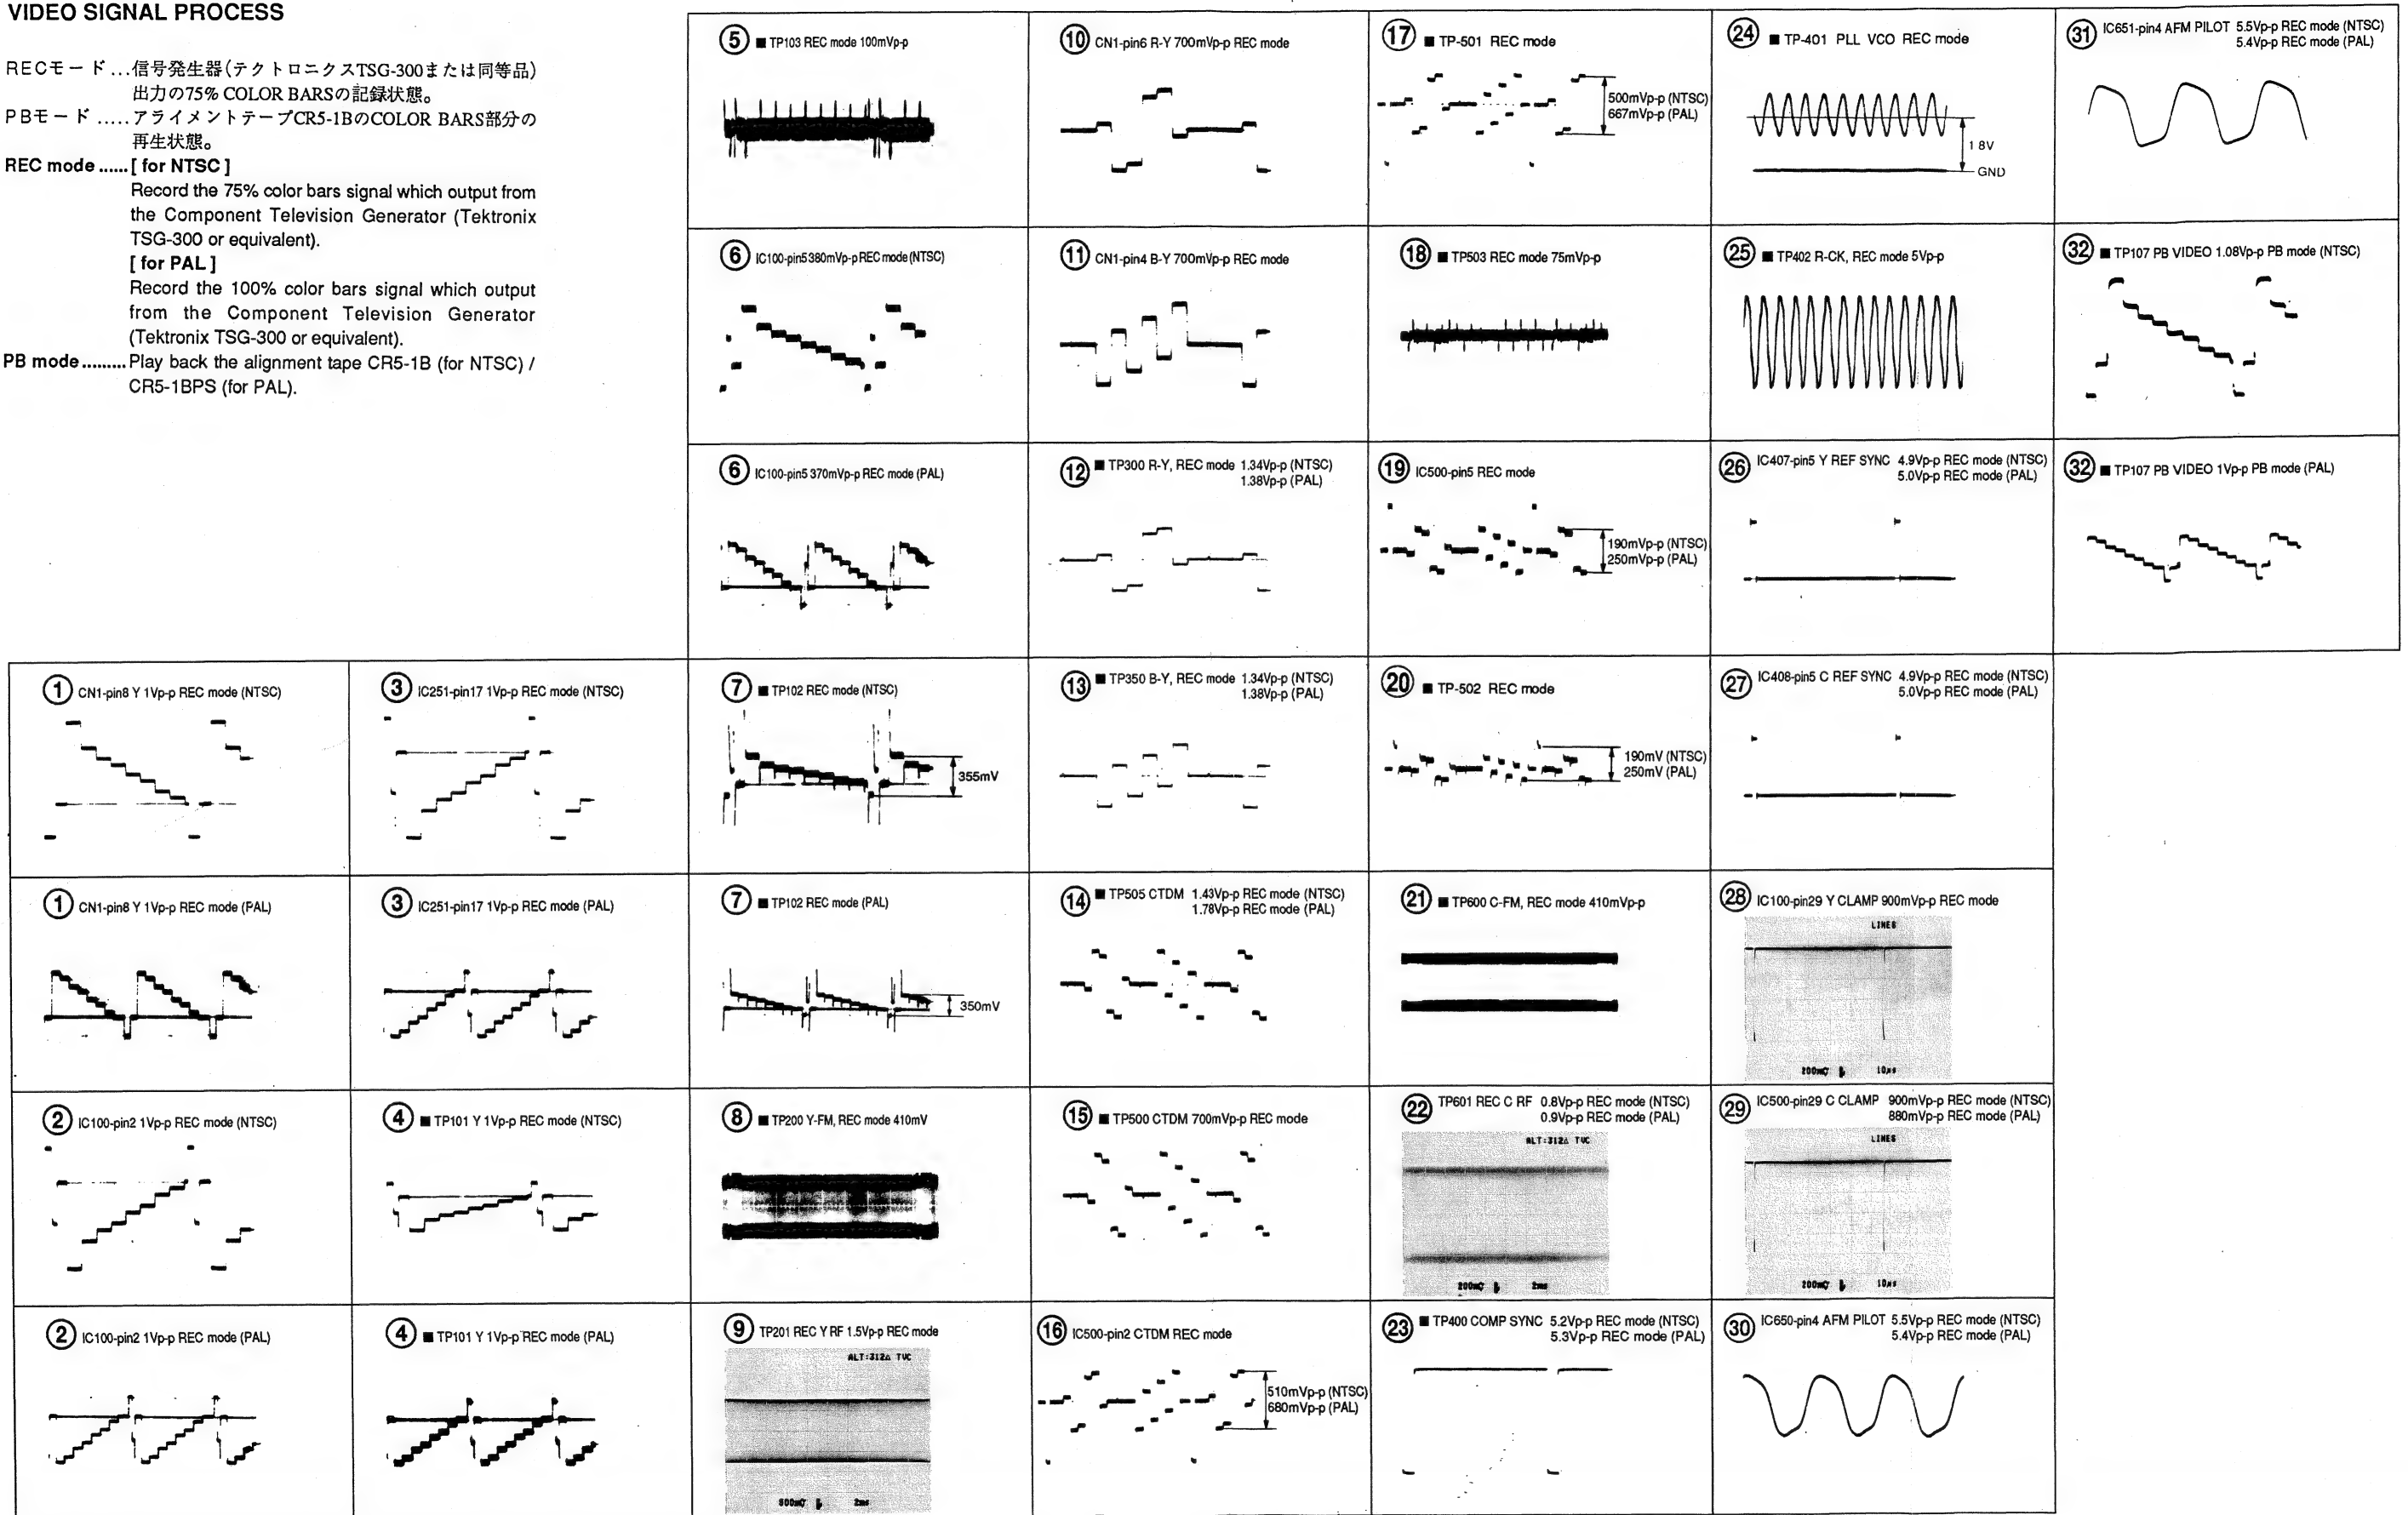 VIDEO SIGNAL PROCESS
RECモード...信号発生器(テクトロニクスTSG-300または同等品)
出力の75% COLOR BARSの記録状態。
PBモード.....アライメントテープCR5-1BのCOLOR BARS部分の
再生状態。
REC mode ......[ for NTSC ]
Record the 75% color bars signal which output from
the Component Television Generator (Tektronix
TSG-300 or equivalent).
[ for PAL ]
Record the 100% color bars signal which output
from the Component Television Generator
(Tektronix TSG-300 or equivalent).
PB mode.........Play back the alignment tape CR5-1B (for NTSC) /
CR5-1BPS (for PAL).
① CN1-pin8 Y 1Vp-p REC mode (NTSC)
① CN1-pin8 Y 1Vp-p REC mode (PAL)
② IC100-pin2 1Vp-p REC mode (NTSC)
② IC100-pin2 1Vp-p REC mode (PAL)
③ IC251-pin17 1Vp-p REC mode (NTSC)
③ IC251-pin17 1Vp-p REC mode (PAL)
④ ■ TP101 Y 1Vp-p REC mode (NTSC)
④ ■ TP101 Y 1Vp-p REC mode (PAL)
⑤ ■ TP103 REC mode 100mVp-p
⑥ IC100-pin5 380mVp-p REC mode (NTSC)
⑥ IC100-pin5 370mVp-p REC mode (PAL)
⑦ ■ TP102 REC mode (NTSC)
355mV
⑦ ■ TP102 REC mode (PAL)
350mV
⑧ ■ TP200 Y-FM, REC mode 410mV
⑨ TP201 REC Y RF 1.5Vp-p REC mode
ALT:312△ TVC
500mV 2ms
⑩ CN1-pin6 R-Y 700mVp-p REC mode
⑪ CN1-pin4 B-Y 700mVp-p REC mode
⑫ ■ TP300 R-Y, REC mode 1.34Vp-p (NTSC)
1.38Vp-p (PAL)
⑬ ■ TP350 B-Y, REC mode 1.34Vp-p (NTSC)
1.38Vp-p (PAL)
⑭ ■ TP505 CTDM 1.43Vp-p REC mode (NTSC)
1.78Vp-p REC mode (PAL)
⑮ ■ TP500 CTDM 700mVp-p REC mode
⑯ IC500-pin2 CTDM REC mode
510mVp-p (NTSC)
680mVp-p (PAL)
⑰ ■ TP-501 REC mode
500mVp-p (NTSC)
667mVp-p (PAL)
⑱ ■ TP503 REC mode 75mVp-p
⑲ IC500-pin5 REC mode
190mVp-p (NTSC)
250mVp-p (PAL)
⑳ ■ TP-502 REC mode
190mV (NTSC)
250mV (PAL)
㉑ ■ TP600 C-FM, REC mode 410mVp-p
㉒ TP601 REC C RF 0.8Vp-p REC mode (NTSC)
0.9Vp-p REC mode (PAL)
ALT:312△ TVC
200mV 2ms
㉓ ■ TP400 COMP SYNC 5.2Vp-p REC mode (NTSC)
5.3Vp-p REC mode (PAL)
㉔ ■ TP-401 PLL VCO REC mode
1 8V
GND
㉕ ■ TP402 R-CK, REC mode 5Vp-p
㉖ IC407-pin5 Y REF SYNC 4.9Vp-p REC mode (NTSC)
5.0Vp-p REC mode (PAL)
㉗ IC408-pin5 C REF SYNC 4.9Vp-p REC mode (NTSC)
5.0Vp-p REC mode (PAL)
㉘ IC100-pin29 Y CLAMP 900mVp-p REC mode
LINES
200mV 10µs
㉙ IC500-pin29 C CLAMP 900mVp-p REC mode (NTSC)
880mVp-p REC mode (PAL)
LINES
200mV 10µs
㉚ IC650-pin4 AFM PILOT 5.5Vp-p REC mode (NTSC)
5.4Vp-p REC mode (PAL)
㉛ IC651-pin4 AFM PILOT 5.5Vp-p REC mode (NTSC)
5.4Vp-p REC mode (PAL)
㉜ ■ TP107 PB VIDEO 1.08Vp-p PB mode (NTSC)
㉜ ■ TP107 PB VIDEO 1Vp-p PB mode (PAL)